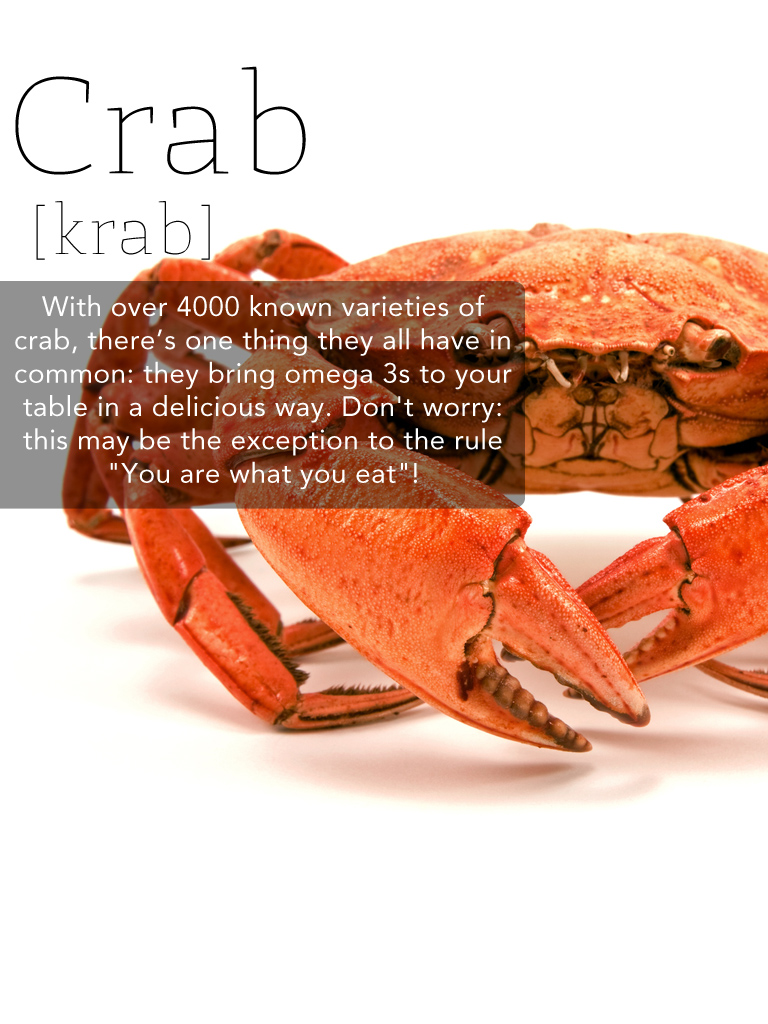 Crab
[krab]
With over 4000 known varieties of
crab, there’s one thing they all have in
common: they bring omega 3s to your
table in a delicious way. Don't worry:
this may be the exception to the rule
"You are what you eat"!